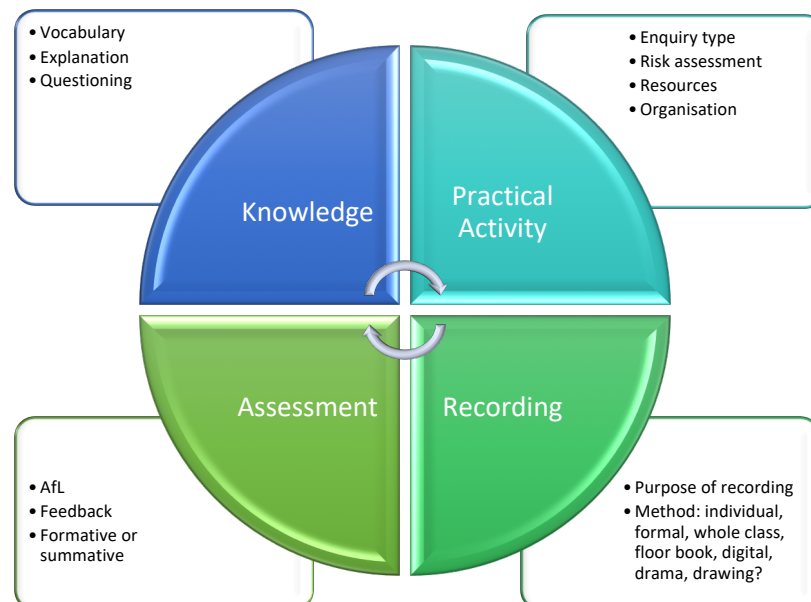 • Vocabulary
• Explanation
• Questioning
• Enquiry type
• Risk assessment
• Resources
• Organisation
Knowledge
Practical
Activity
Assessment
Recording
• AfL
• Feedback
• Formative or
summative
• Purpose of recording
• Method: individual,
formal, whole class,
floor book, digital,
drama, drawing?